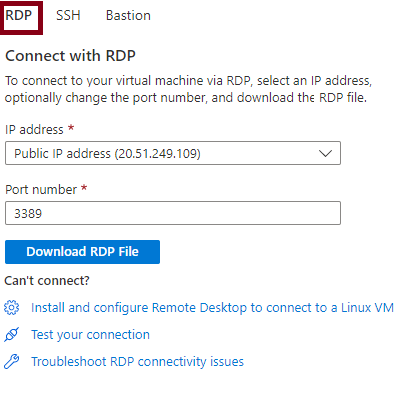 RDP SSH Bastion
Connect with RDP
To connect to your virtual machine via RDP, select an IP address,
optionally change the port number, and download the RDP file.
IP address *
Public IP address (20.51.249.109)
Port number *
3389
Download RDP File
Can't connect?
Install and configure Remote Desktop to connect to a Linux VM
Test your connection
Troubleshoot RDP connectivity issues